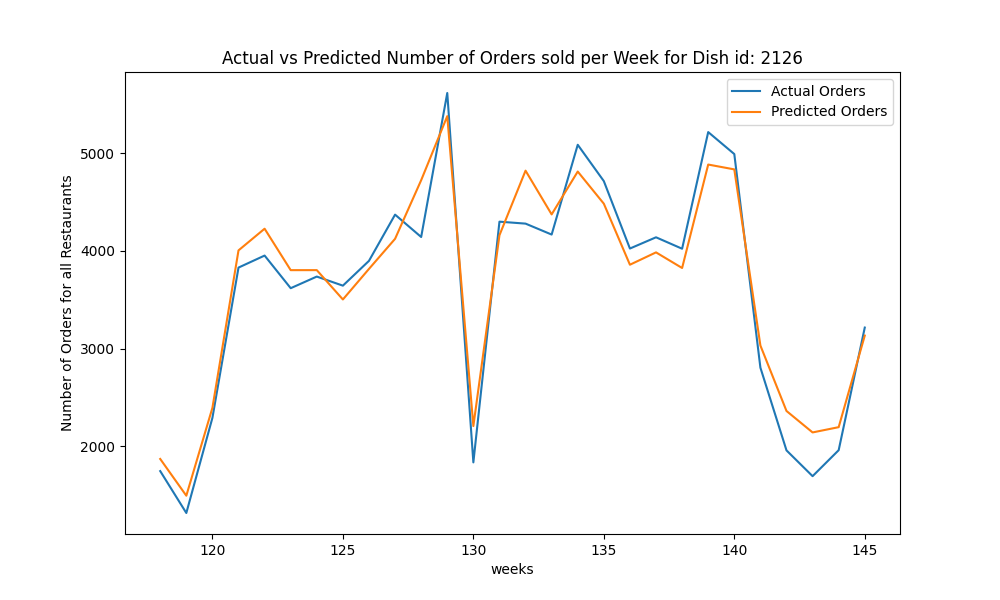 Actual vs Predicted Number of Orders sold per Week for Dish id: 2126
Actual Orders
Predicted Orders
Number of Orders for all Restaurants
5000
4000
3000
2000
120 125 130 135 140 145
weeks